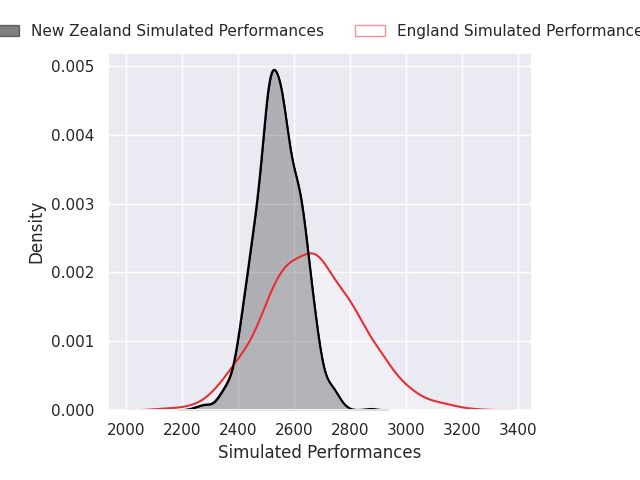 New Zealand Simulated Performances
England Simulated Performance
0.005
0.004
0.003
0.002
0.001
0.000
Density
2000 2200 2400 2600 2800 3000 3200 3400
Simulated Performances